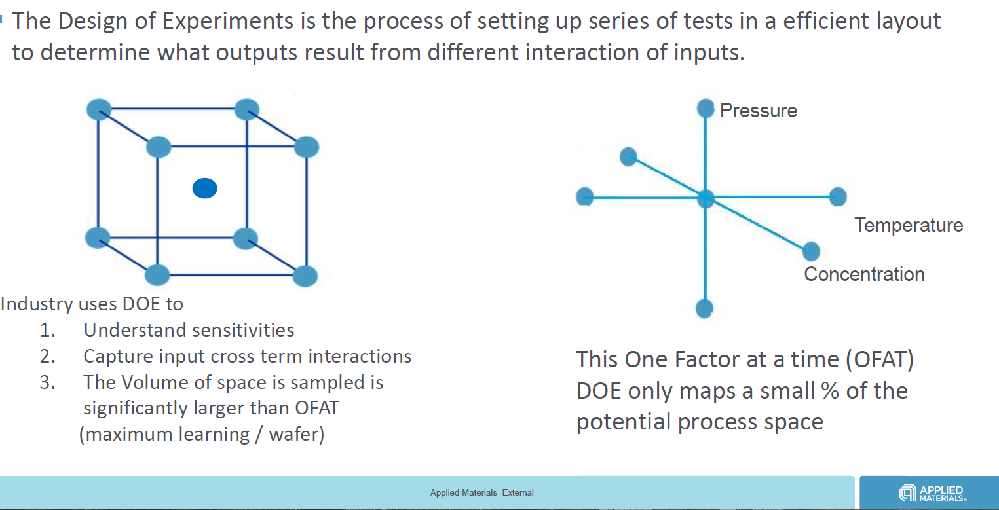 The Design of Experiments is the process of setting up series of tests in a efficient layout
to determine what outputs result from different interaction of inputs.
Pressure
Temperature
Concentration
Industry uses DOE to
1. Understand sensitivities
2. Capture input cross term interactions
3. The Volume of space is sampled is
significantly larger than OFAT
(maximum learning / wafer)
This One Factor at a time (OFAT)
DOE only maps a small % of the
potential process space
Applied Materials External
APPLIED
MATERIALS®